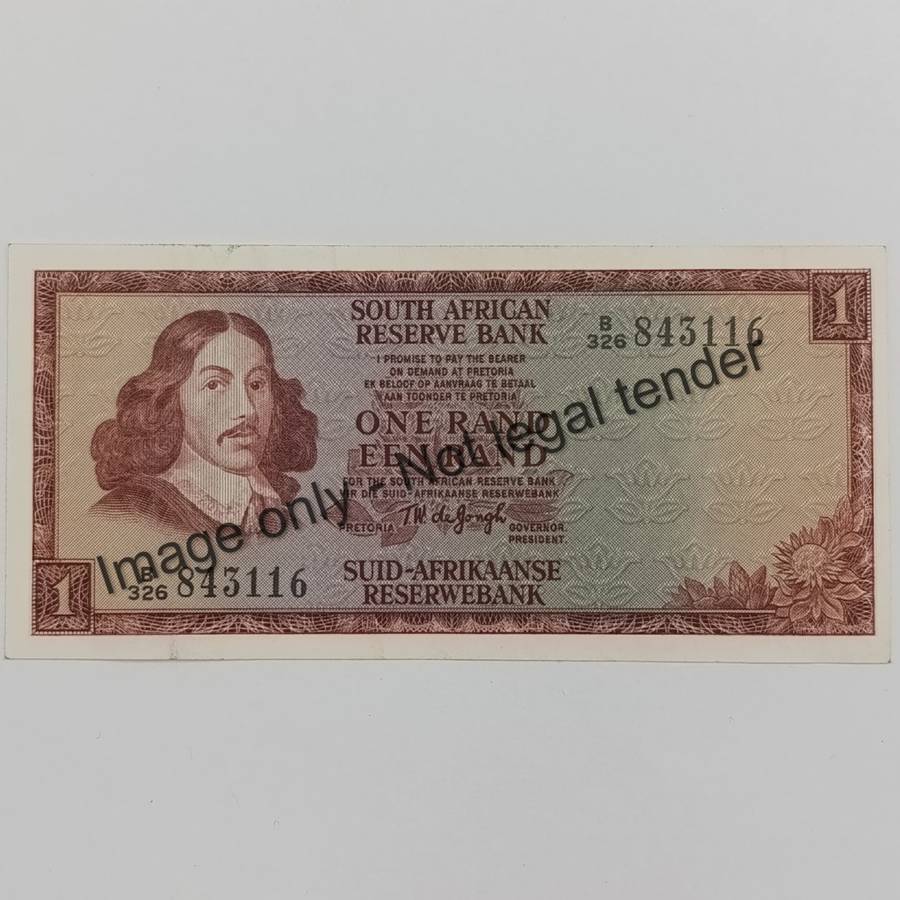 1
SOUTH AFRICAN
RESERVE BANK
B
326 843116
I PROMISE TO PAY THE BEARER
ON DEMAND AT PRETORIA
EK BELOOF OP AANVRAAG TE BETAAL
AAN TOONDER TE PRETORIA
ONE RAND
EEN RAND
FOR THE SOUTH AFRICAN RESERVE BANK
VIR DIE SUID-AFRIKAANSE RESERWEBANK
PRETORIA T.W. de Jongh GOVERNOR.
PRESIDENT.
Image only - Not legal tender
1
B
326 843116
SUID-AFRIKAANSE
RESERWEBANK